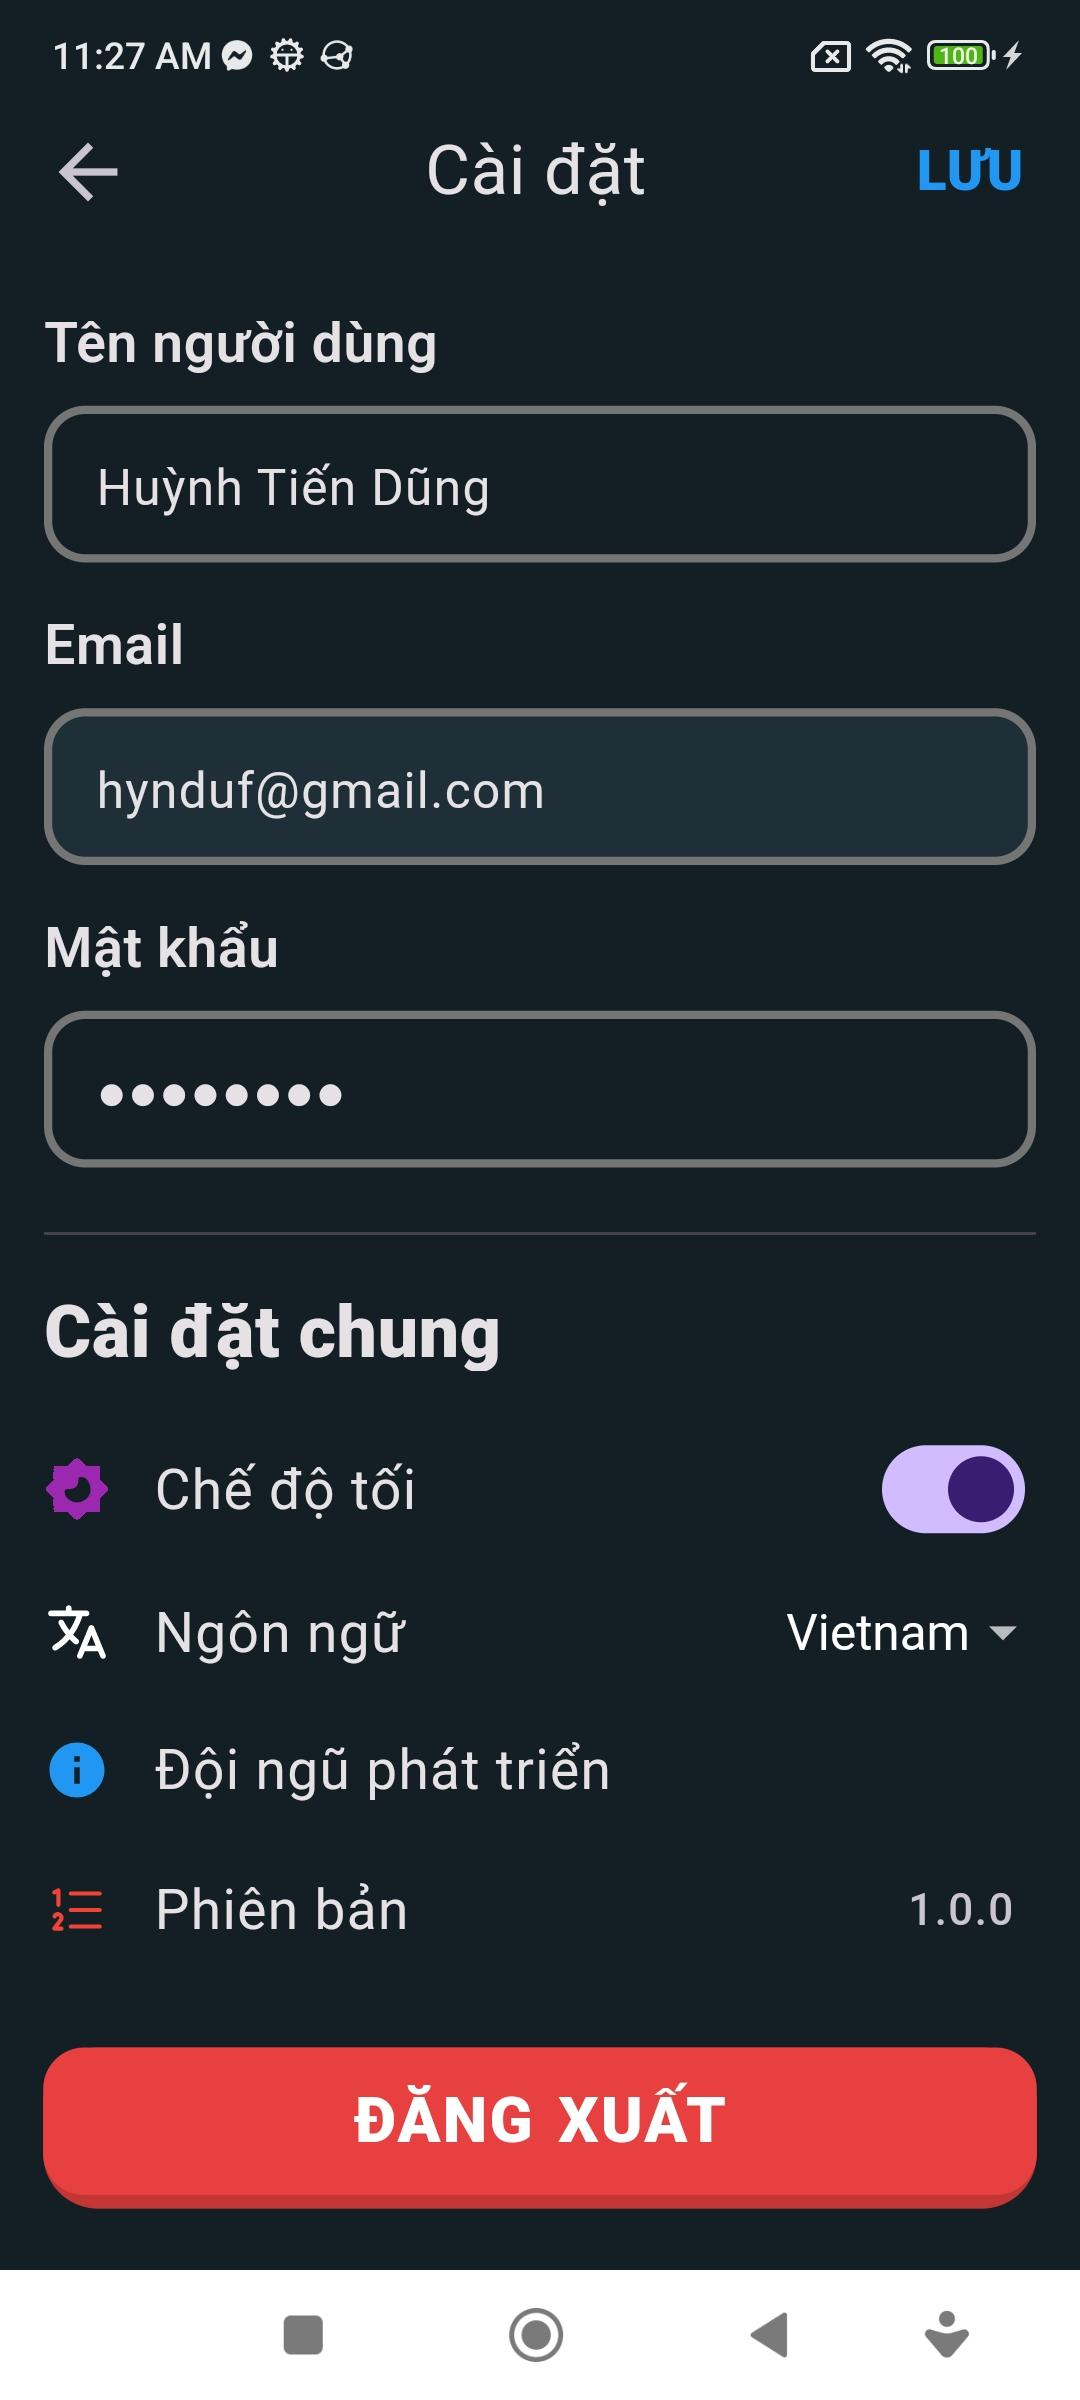 11:27 AM
100
Cài đặt
LƯU
Tên người dùng
Huỳnh Tiến Dũng
Email
hynduf@gmail.com
Mật khẩu
••••••••
Cài đặt chung
Chế độ tối
Ngôn ngữ
Vietnam
Đội ngũ phát triển
Phiên bản
1.0.0
ĐĂNG XUẤT